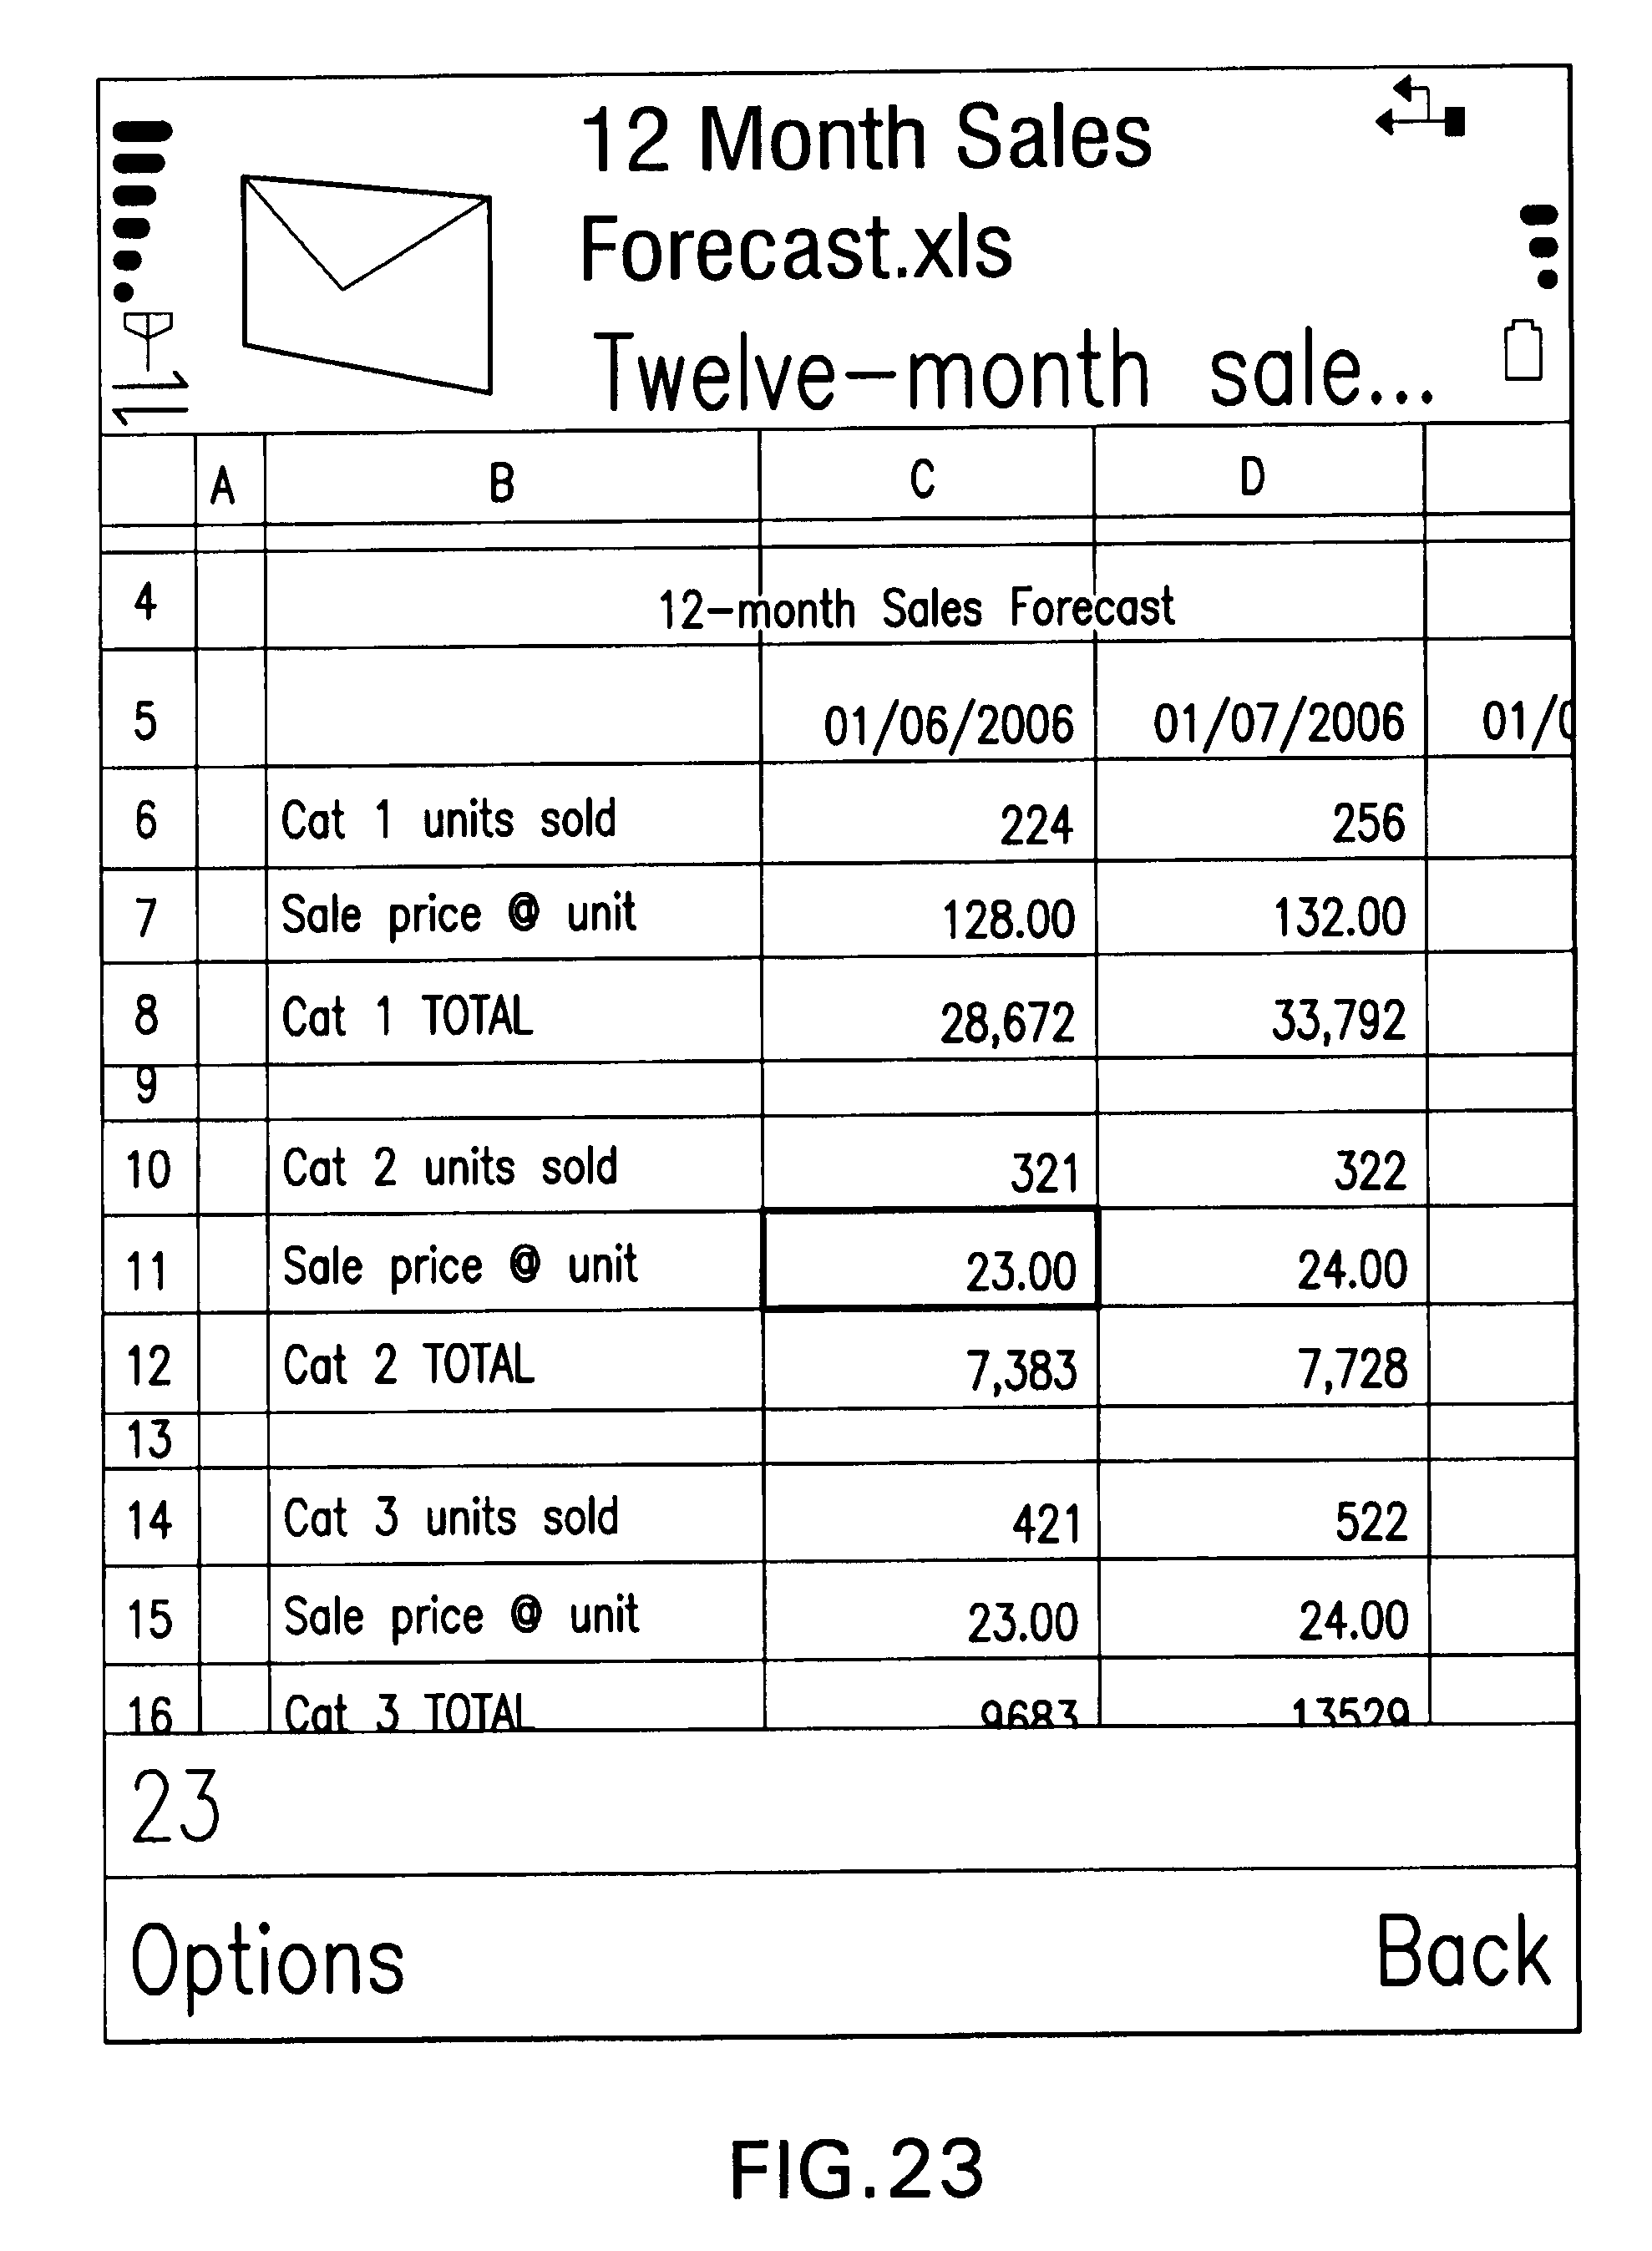 12 Month Sales
Forecast.xls
Twelve-month sale...
A B C D
4 12-month Sales Forecast
5 01/06/2006 01/07/2006 01/0
6 Cat 1 units sold 224 256
7 Sale price @ unit 128.00 132.00
8 Cat 1 TOTAL 28,672 33,792
9
10 Cat 2 units sold 321 322
11 Sale price @ unit 23.00 24.00
12 Cat 2 TOTAL 7,383 7,728
13
14 Cat 3 units sold 421 522
15 Sale price @ unit 23.00 24.00
16 Cat 3 TOTAL 9683 13529
23
Options Back
FIG.23